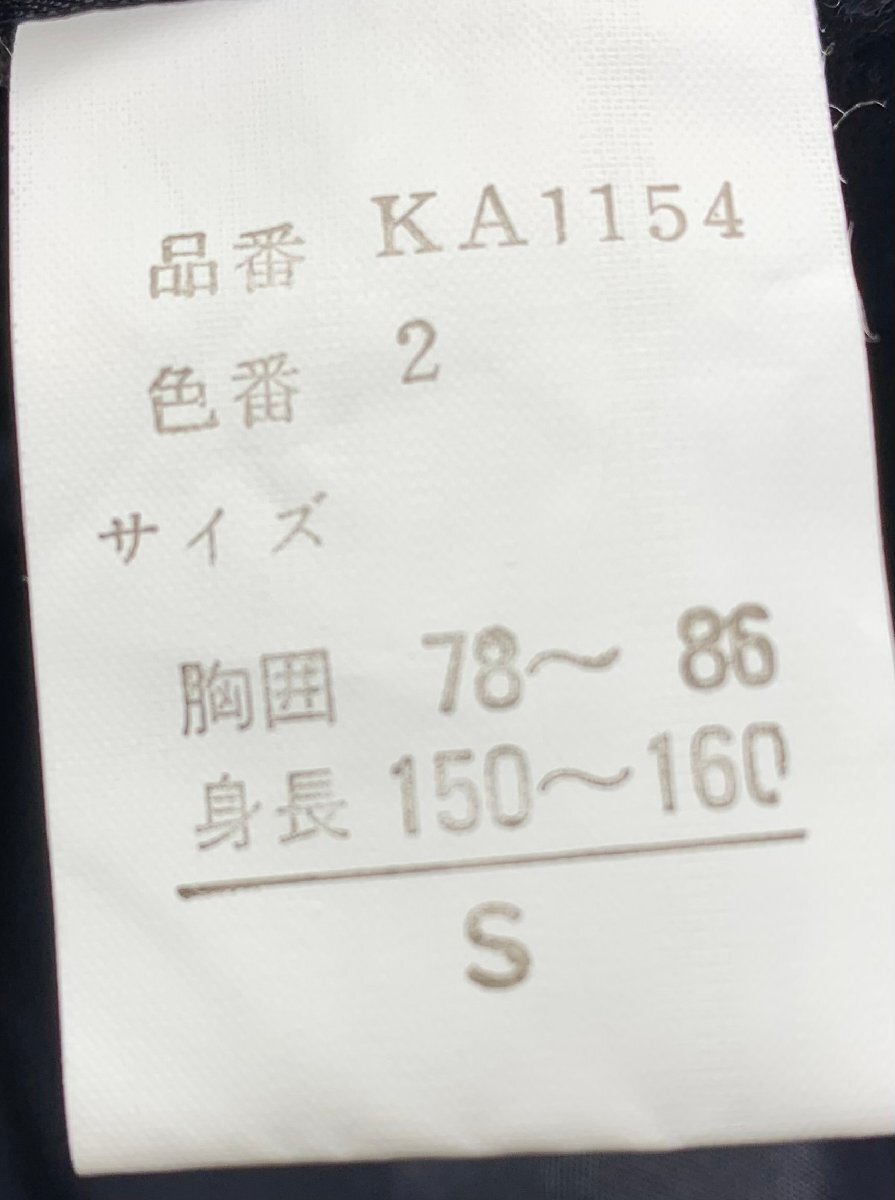 品番 KA1154
色番 2
サイズ
胸囲 78～ 86
身長 150～160
S